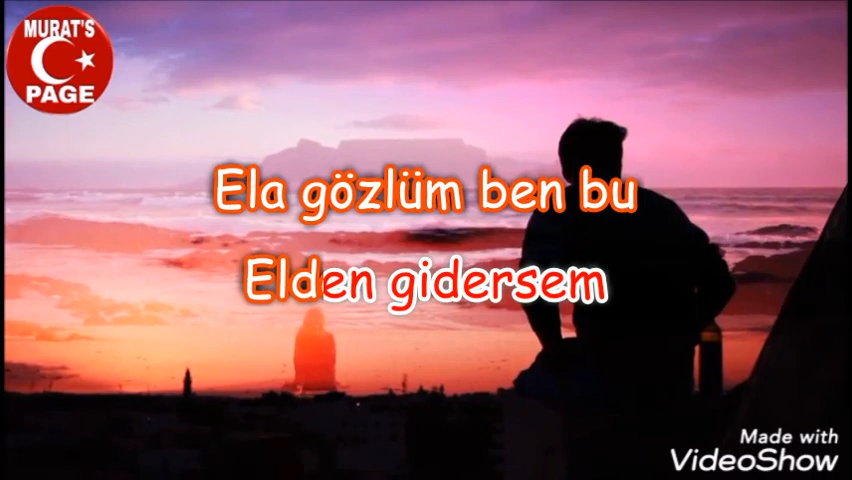 MURAT'S
PAGE
Ela gözlüm ben bu
Elden gidersem
Made with
VideoShow